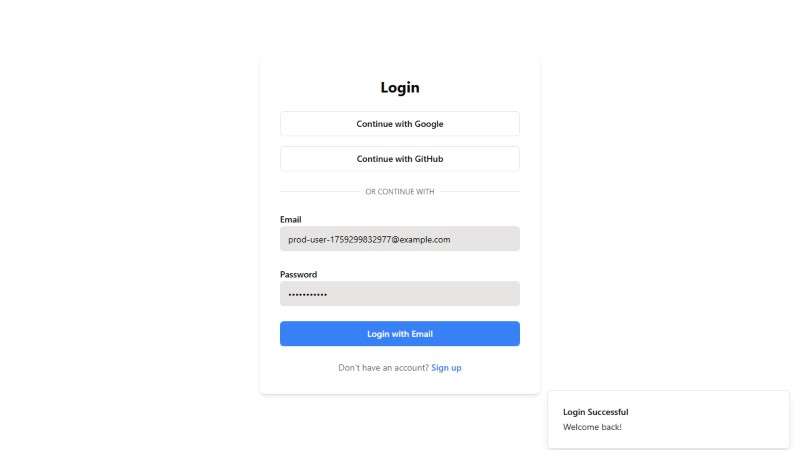 Login
Continue with Google
Continue with GitHub
OR CONTINUE WITH
Email
prod-user-1759299832977@example.com
Password
•••••••••••
Login with Email
Don't have an account? Sign up
Login Successful
Welcome back!